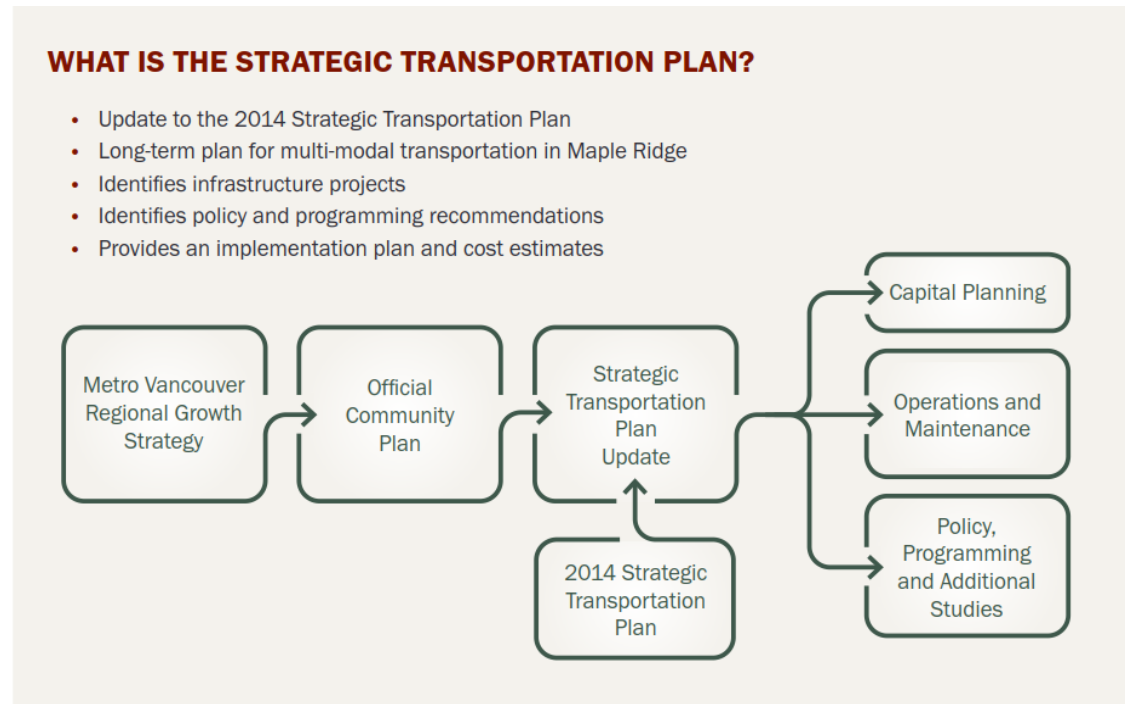 WHAT IS THE STRATEGIC TRANSPORTATION PLAN?
• Update to the 2014 Strategic Transportation Plan
• Long-term plan for multi-modal transportation in Maple Ridge
• Identifies infrastructure projects
• Identifies policy and programming recommendations
• Provides an implementation plan and cost estimates
Metro Vancouver
Regional Growth
Strategy
Official
Community
Plan
Strategic
Transportation
Plan
Update
2014 Strategic
Transportation
Plan
Capital Planning
Operations and
Maintenance
Policy,
Programming
and Additional
Studies